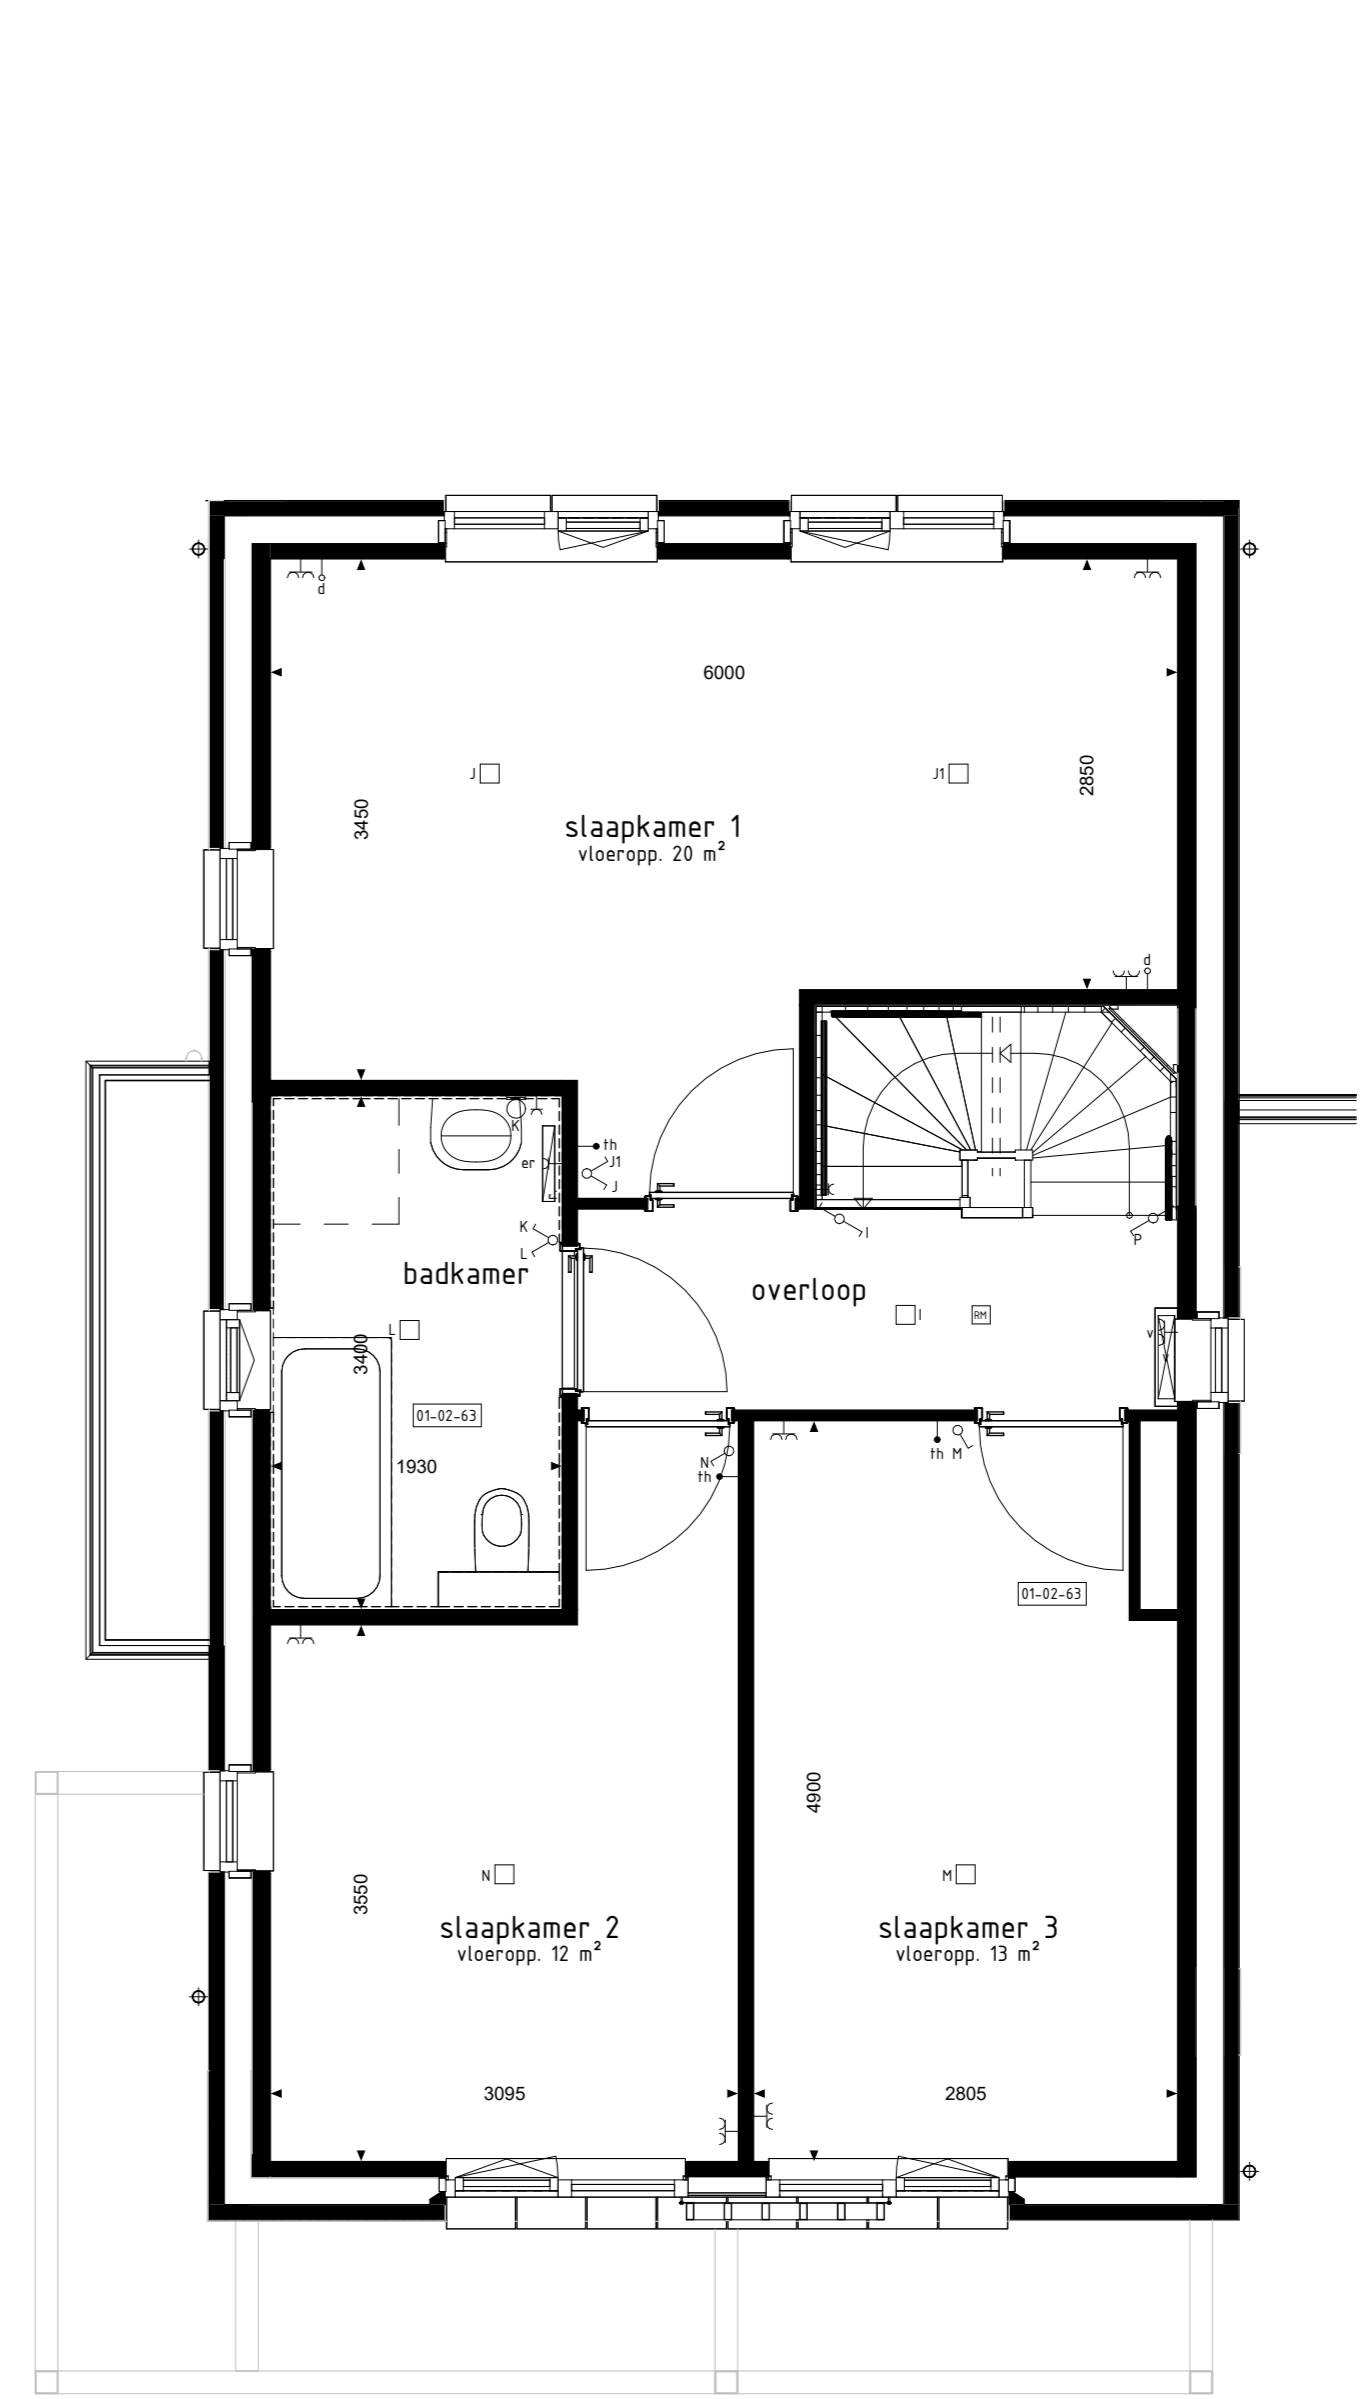 d
6000
J
J1
2850
3450
slaapkamer 1
vloeropp. 20 m²
d
K
th
er
J1
J
K
L
I
P
badkamer
overloop
I
RM
v
V
L
3400
01-02-63
1930
N
th
th M
01-02-63
4900
3550
N
M
slaapkamer 2
vloeropp. 12 m²
slaapkamer 3
vloeropp. 13 m²
3095
2805